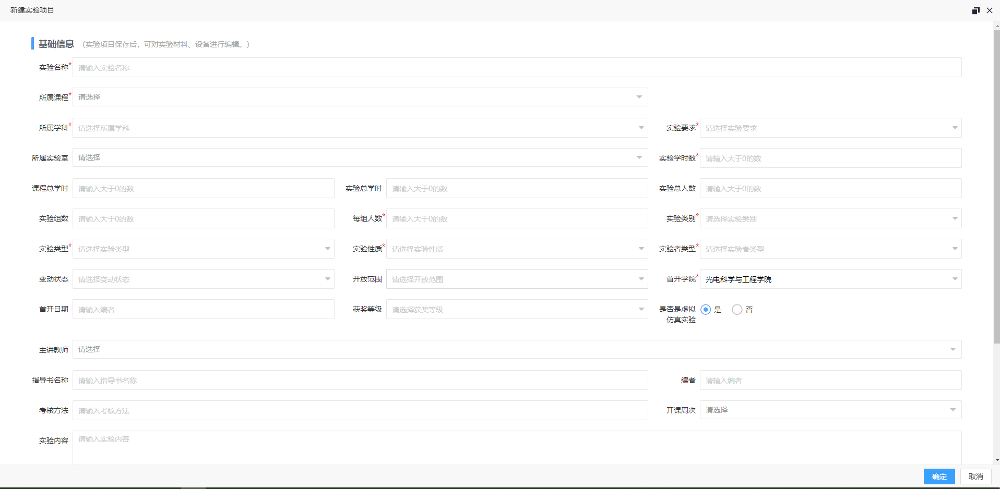 新建实验项目
基础信息 （实验项目保存后，可对实验材料、设备进行编辑。）
实验名称* 请输入实验名称
所属课程* 请选择
所属学科* 请选择所属学科 实验要求* 请选择实验要求
所属实验室 请选择 实验学时数* 请输入大于0的数
课程总学时 请输入大于0的数 实验总学时 请输入大于0的数 实验总人数 请输入大于0的数
实验组数 请输入大于0的数 每组人数* 请输入大于0的数 实验类别* 请选择实验类别
实验类型* 请选择实验类型 实验性质* 请选择实验性质 实验者类型* 请选择实验者类型
变动状态 请选择变动状态 开放范围 请选择开放范围 首开学院* 光电科学与工程学院
首开日期 请输入编者 获奖等级 请选择获奖等级 是否是虚拟 是 否
仿真实验
主讲教师 请选择
指导书名称 请输入指导书名称 编者 请输入编者
考核方法 请输入考核方法 开课周次 请选择
实验内容 请输入实验内容
确定 取消